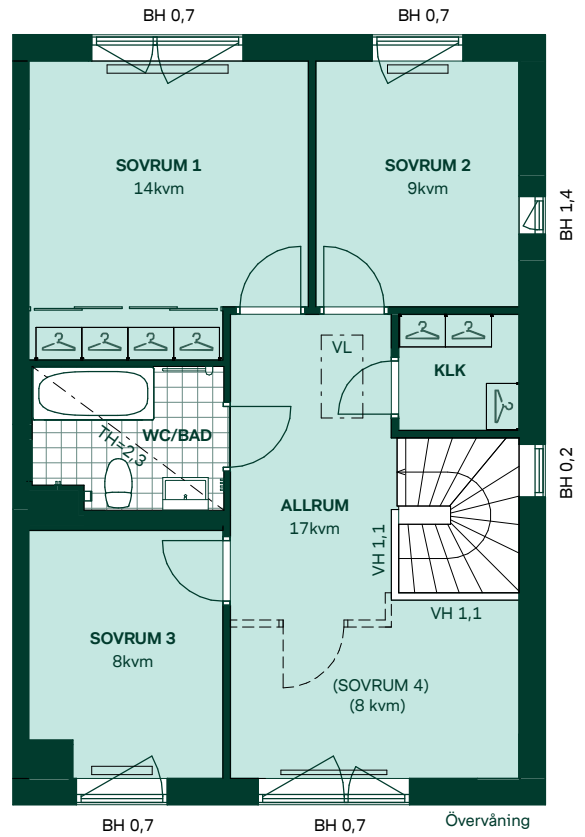 BH 0,7
BH 0,7
SOVRUM 1
14kvm
SOVRUM 2
9kvm
BH 1,4
VL
KLK
WC/BAD
TH=2,3
BH 0,2
ALLRUM
17kvm
VH 1,1
VH 1,1
SOVRUM 3
8kvm
(SOVRUM 4)
(8 kvm)
BH 0,7
BH 0,7
Övervåning